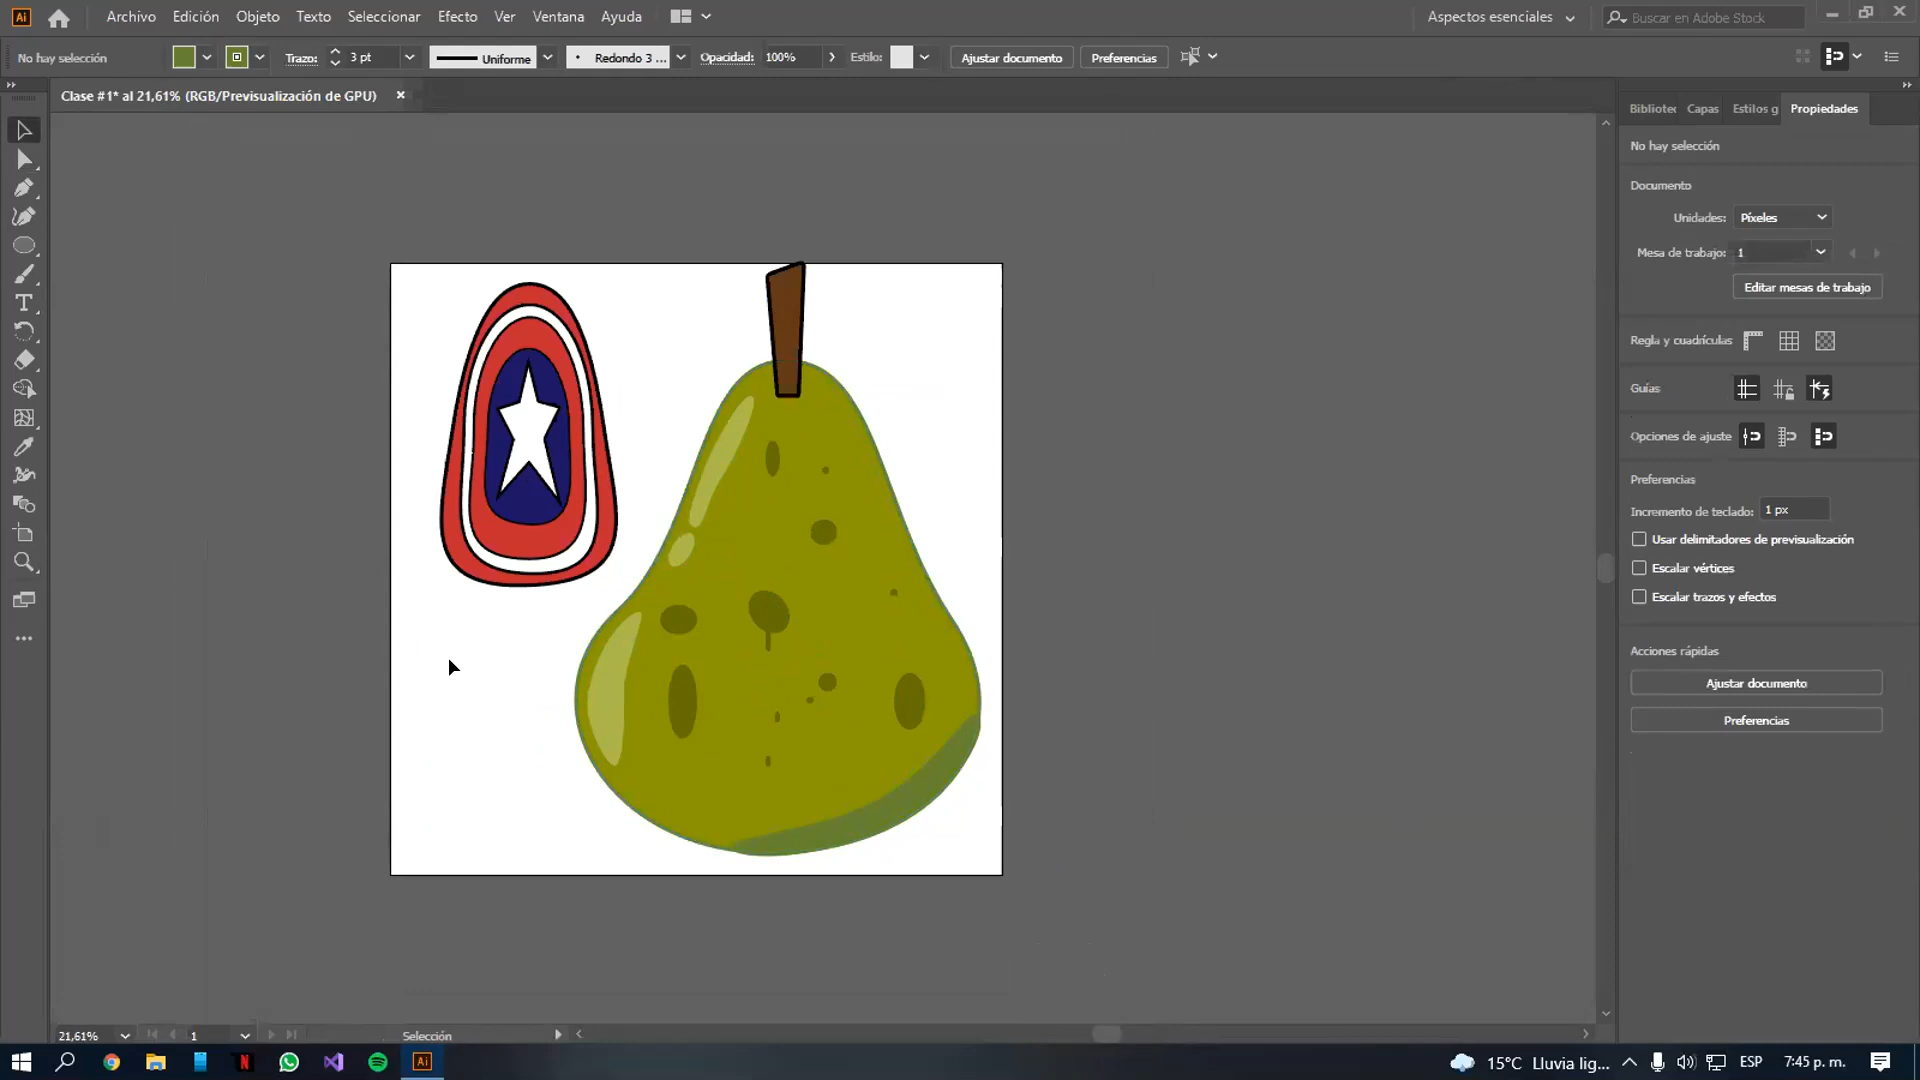 Ai Archivo Edición Objeto Texto Seleccionar Efecto Ver Ventana Ayuda Aspectos esenciales Buscar en Adobe Stock
No hay selección Trazo: 3 pt Uniforme Redondo 3 ... Opacidad: 100% Estilo: Ajustar documento Preferencias
Clase #1* al 21,61% (RGB/Previsualización de GPU)
Bibliotec Capas Estilos g Propiedades
No hay selección
Documento
Unidades: Píxeles
Mesa de trabajo: 1
Editar mesas de trabajo
Regla y cuadrículas
Guías
Opciones de ajuste
Preferencias
Incremento de teclado: 1 px
Usar delimitadores de previsualización
Escalar vértices
Escalar trazos y efectos
Acciones rápidas
Ajustar documento
Preferencias
21,61% 1 Selección
Ai 15°C Lluvia lig... ESP 7:45 p. m.